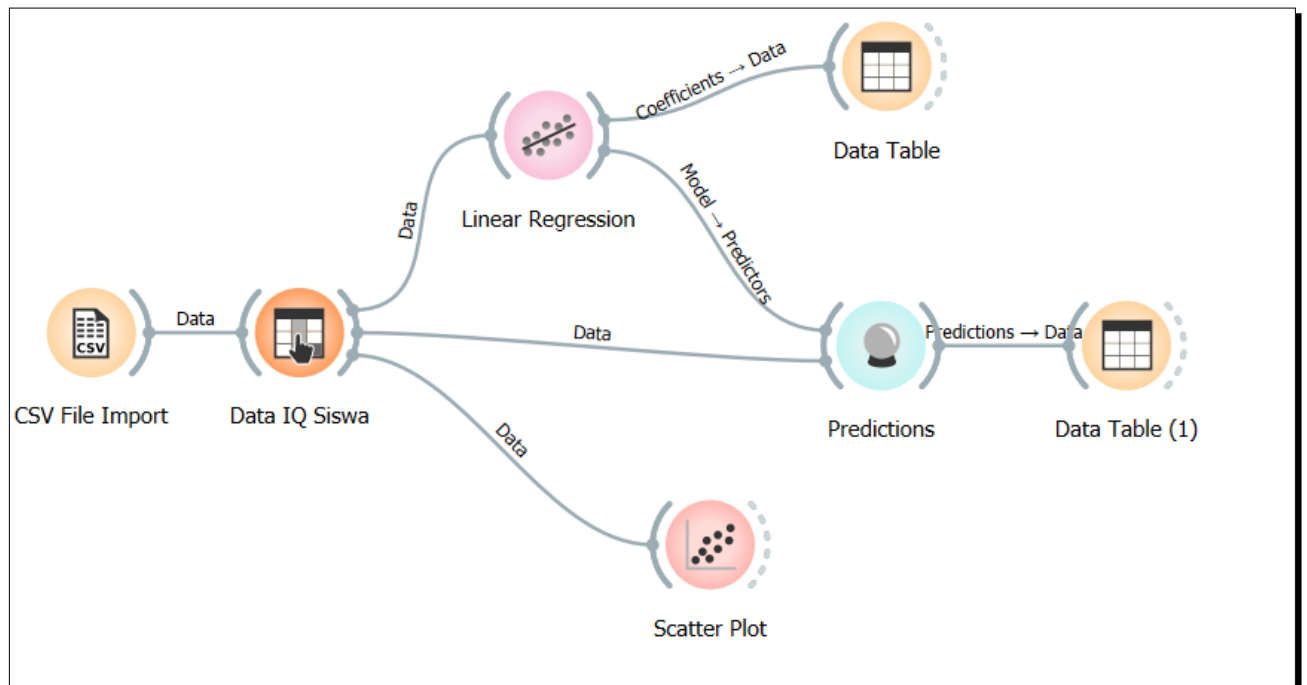 Coefficients → Data
Data Table
Linear Regression
Data
Model → Predictors
CSV
Data
CSV File Import
Data IQ Siswa
Data
Predictions → Data
Predictions
Data Table (1)
Data
Scatter Plot